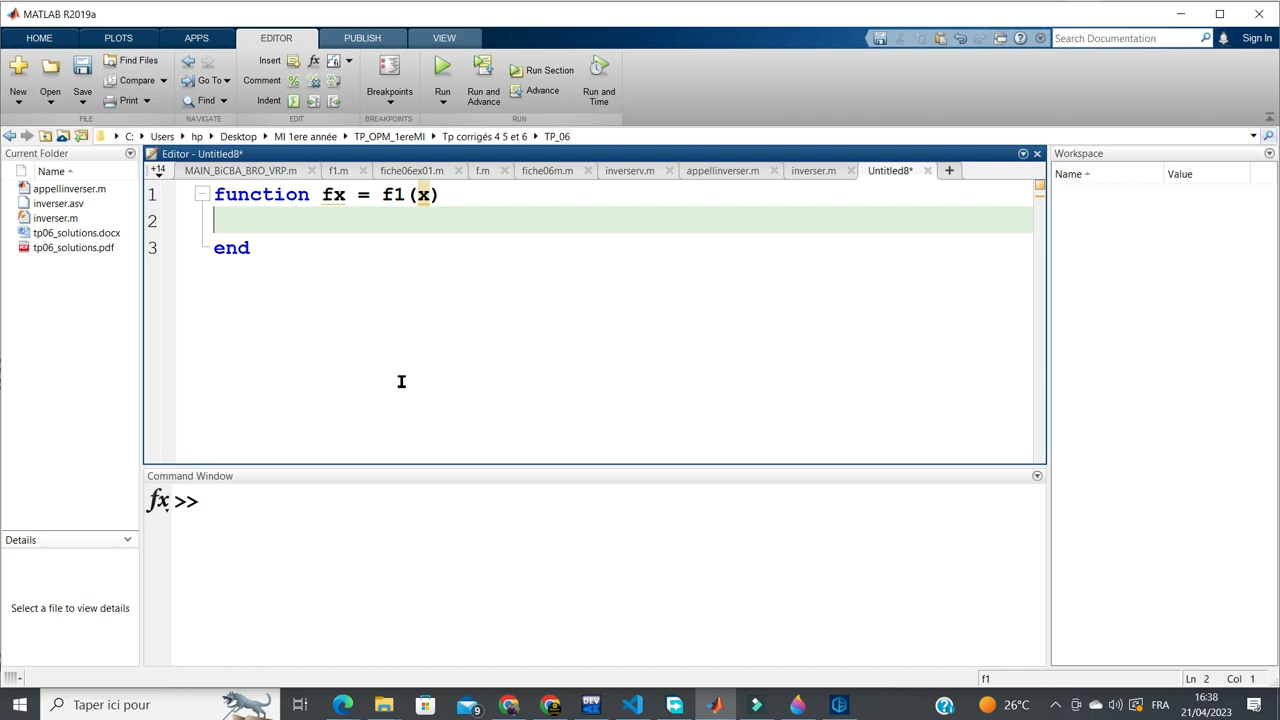 MATLAB R2019a
HOME PLOTS APPS EDITOR PUBLISH VIEW Search Documentation Sign In
New Open Save Find Files Compare Print
Go To Find
Insert fx Comment % Indent
Breakpoints
Run Run and Advance Run Section Advance Run and Time
FILE NAVIGATE EDIT BREAKPOINTS RUN
C: Users hp Desktop MI 1ere année TP_OPM_1ereMI Tp corrigés 4 5 et 6 TP_06
Current Folder
Name
appelinverser.m
inverser.asv
inverser.m
tp06_solutions.docx
tp06_solutions.pdf
Details
Select a file to view details
Editor - Untitled8*
+14 MAIN_BiCBA_BRO_VRP.m f1.m fiche06ex01.m f.m fiche06m.m inverserv.m appellinverser.m inverser.m Untitled8* +
1 function fx = f1(x)
2
3 end
Command Window
fx >>
Workspace
Name Value
f1 Ln 2 Col 1
Taper ici pour 9 DEV 26°C FRA 16:38 21/04/2023